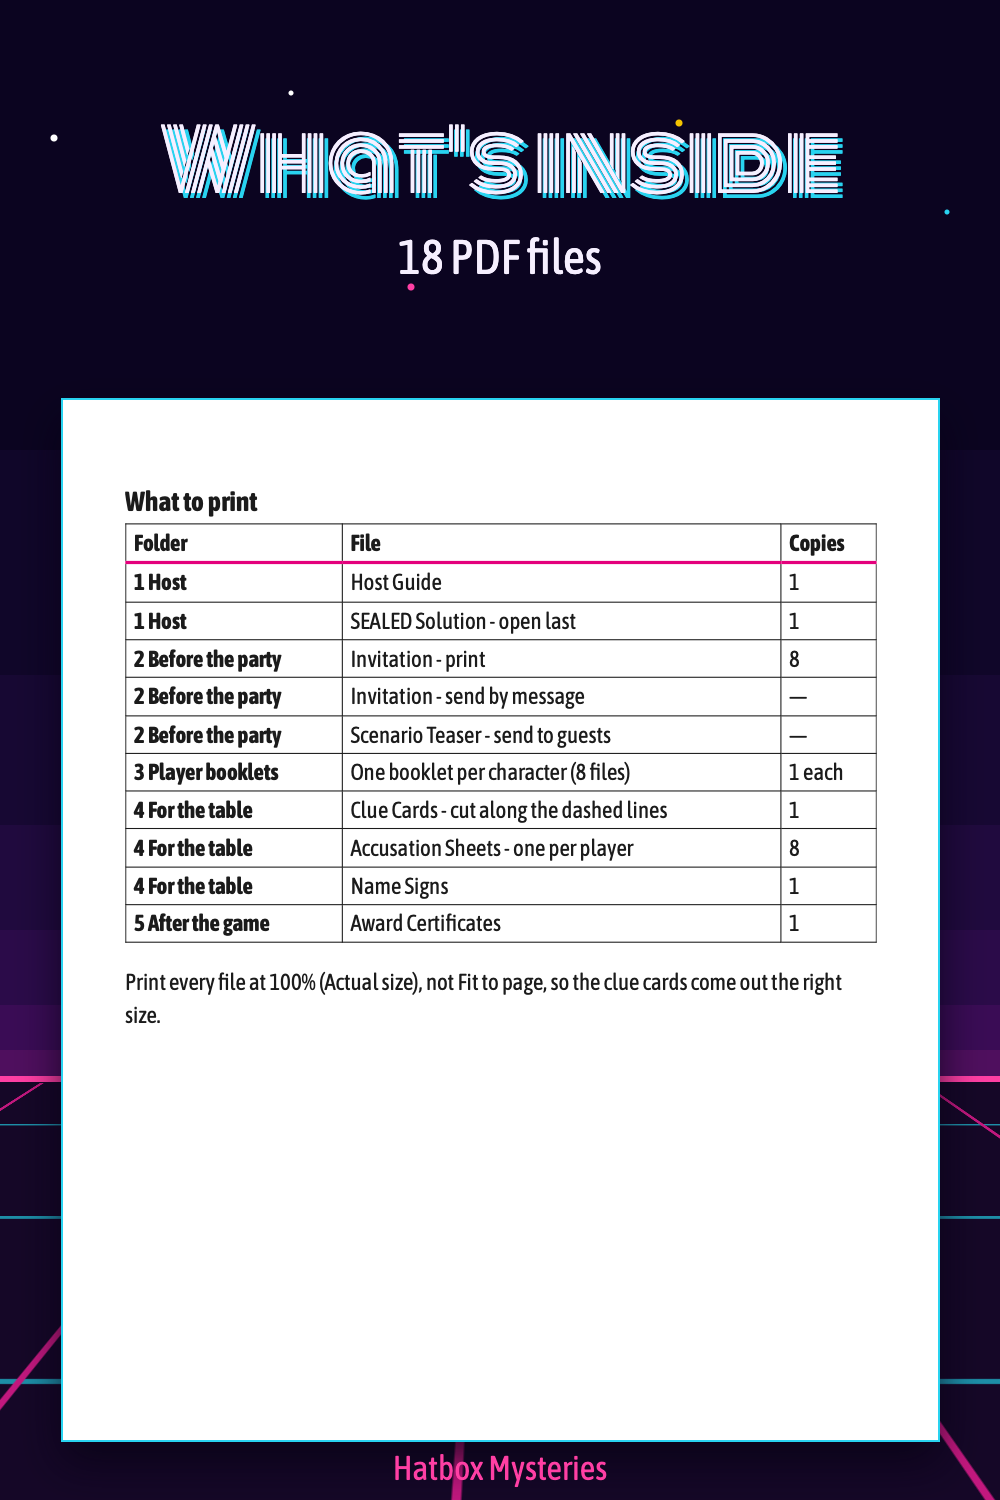 WHAT'S INSIDE
18 PDF files
What to print
Folder File Copies
1 Host Host Guide 1
1 Host SEALED Solution - open last 1
2 Before the party Invitation - print 8
2 Before the party Invitation - send by message —
2 Before the party Scenario Teaser - send to guests —
3 Player booklets One booklet per character (8 files) 1 each
4 For the table Clue Cards - cut along the dashed lines 1
4 For the table Accusation Sheets - one per player 8
4 For the table Name Signs 1
5 After the game Award Certificates 1
Print every file at 100% (Actual size), not Fit to page, so the clue cards come out the right
size.
Hatbox Mysteries